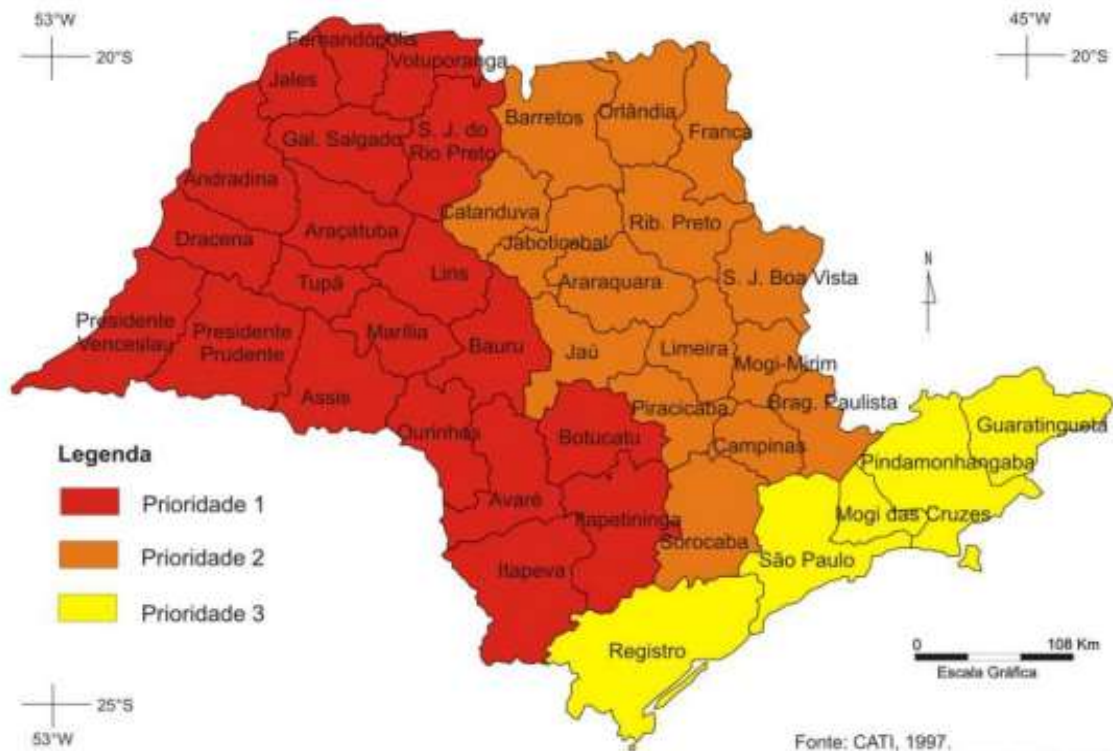 53°W
20°S
45°W
20°S
Fernandópolis
Votuporanga
Jales
Barretos
Orlândia
Franca
Gal. Salgado
S. J. do
Rio Preto
Andradina
Catanduva
Rib. Preto
Dracena
Araçatuba
Jaboticabal
N
Tupã
Lins
Araraquara
S. J. Boa Vista
Presidente
Venceslau
Presidente
Prudente
Marília
Bauru
Jaú
Limeira
Mogi-Mirim
Assis
Piracicaba
Brag. Paulista
Guaratinguetá
Ourinhos
Botucatu
Campinas
Pindamonhangaba
Legenda
Prioridade 1
Avaré
Itapetininga
Mogi das Cruzes
Sorocaba
Prioridade 2
Itapeva
São Paulo
Prioridade 3
Registro
0 108 Km
Escala Gráfica
25°S
53°W
Fonte: CATI, 1997.